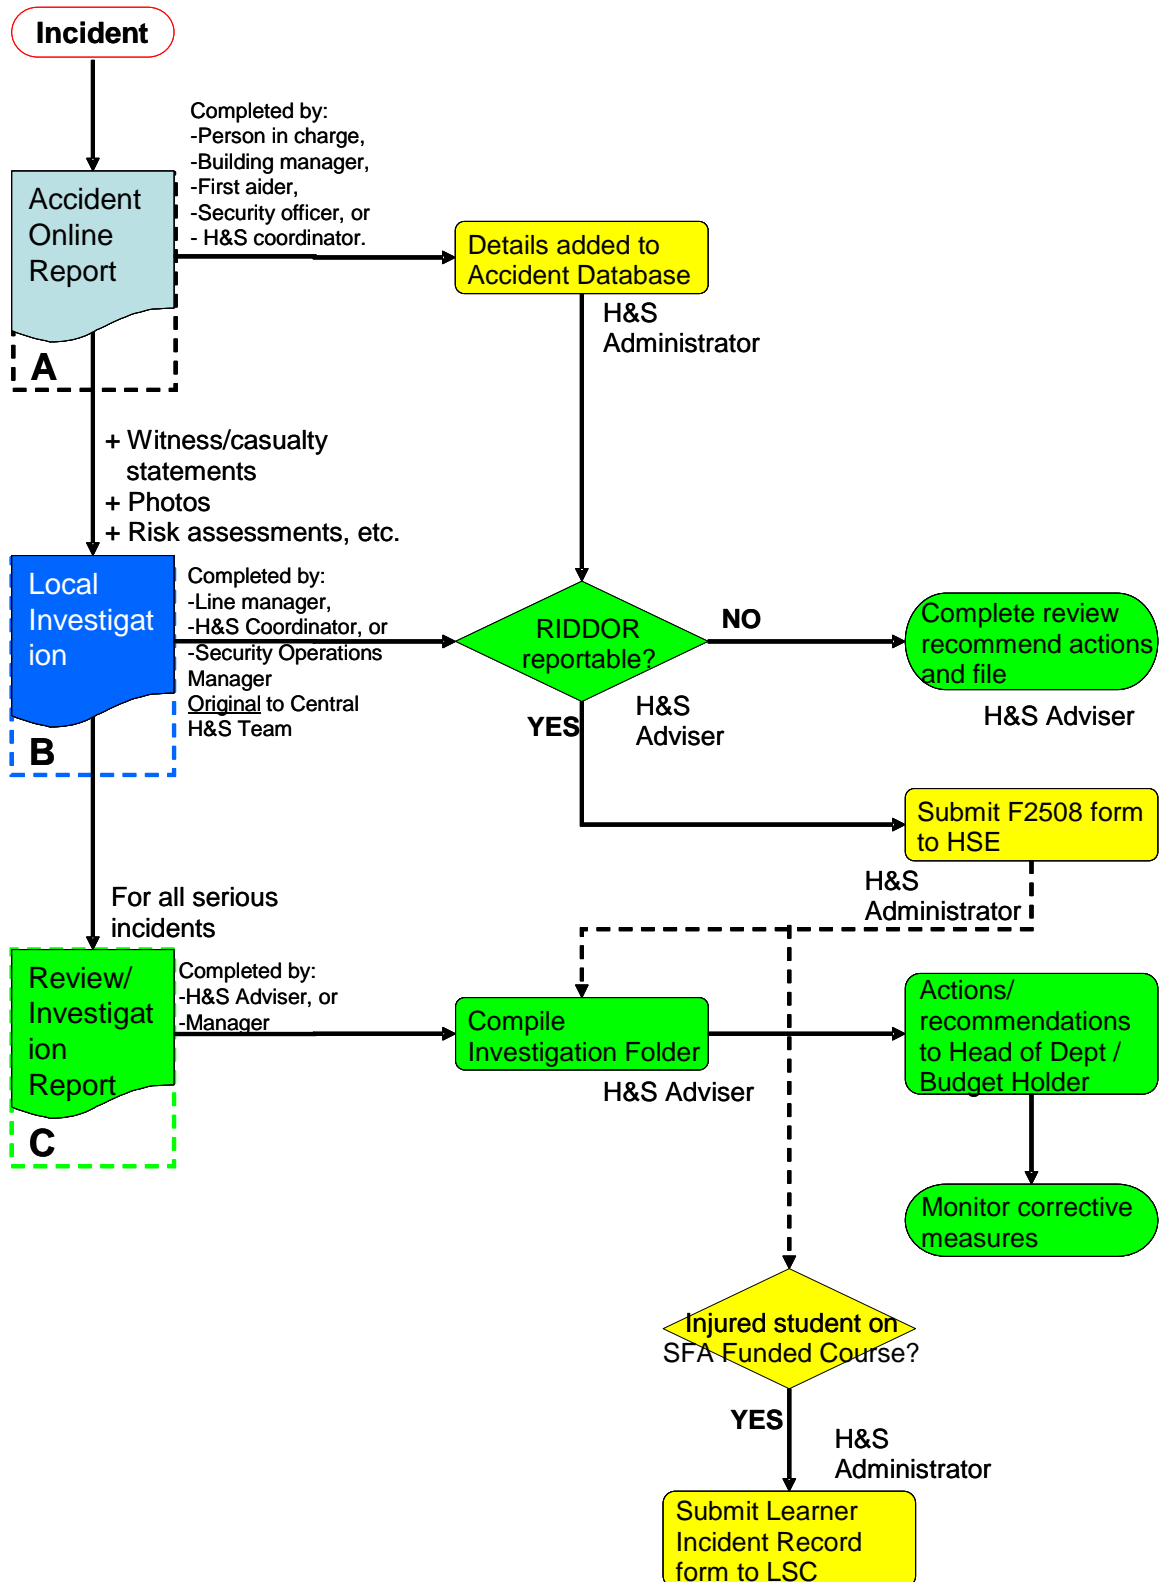 Incident
Completed by:
-Person in charge,
-Building manager,
-First aider,
-Security officer, or
- H&S coordinator.
Accident
Online
Report
A
Details added to
Accident Database
H&S
Administrator
+ Witness/casualty
statements
+ Photos
+ Risk assessments, etc.
Local
Investigat
ion
B
Completed by:
-Line manager,
-H&S Coordinator, or
-Security Operations
Manager
Original to Central
H&S Team
RIDDOR
reportable?
NO
YES
H&S
Adviser
Complete review
recommend actions
and file
H&S Adviser
Submit F2508 form
to HSE
H&S
Administrator
For all serious
incidents
Review/
Investigat
ion
Report
C
Completed by:
-H&S Adviser, or
-Manager
Compile
Investigation Folder
H&S Adviser
Actions/
recommendations
to Head of Dept /
Budget Holder
Monitor corrective
measures
Injured student on
SFA Funded Course?
YES
H&S
Administrator
Submit Learner
Incident Record
form to LSC